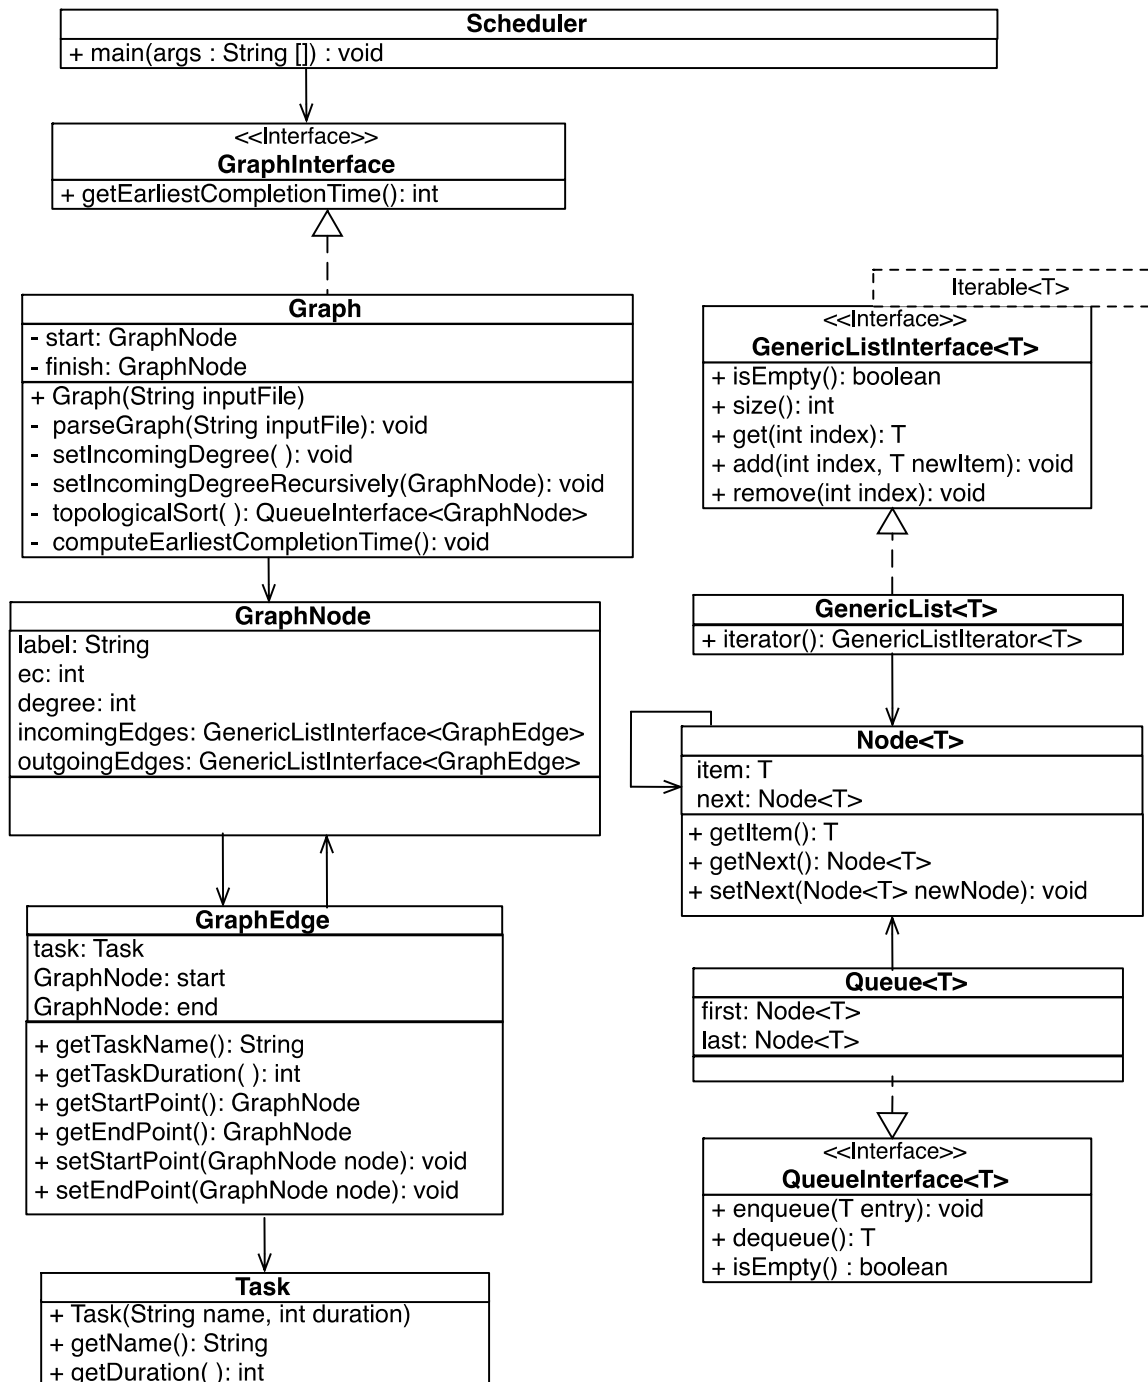 Scheduler
+ main(args : String []) : void
<<Interface>>
GraphInterface
+ getEarliestCompletionTime(): int
Graph
- start: GraphNode
- finish: GraphNode
+ Graph(String inputFile)
- parseGraph(String inputFile): void
- setIncomingDegree( ): void
- setIncomingDegreeRecursively(GraphNode): void
- topologicalSort( ): QueueInterface<GraphNode>
- computeEarliestCompletionTime(): void
GraphNode
label: String
ec: int
degree: int
incomingEdges: GenericListInterface<GraphEdge>
outgoingEdges: GenericListInterface<GraphEdge>
GraphEdge
task: Task
GraphNode: start
GraphNode: end
+ getTaskName(): String
+ getTaskDuration( ): int
+ getStartPoint(): GraphNode
+ getEndPoint(): GraphNode
+ setStartPoint(GraphNode node): void
+ setEndPoint(GraphNode node): void
Task
+ Task(String name, int duration)
+ getName(): String
+ getDuration( ): int
Iterable<T>
<<Interface>>
GenericListInterface<T>
+ isEmpty(): boolean
+ size(): int
+ get(int index): T
+ add(int index, T newItem): void
+ remove(int index): void
GenericList<T>
+ iterator(): GenericListIterator<T>
Node<T>
item: T
next: Node<T>
+ getItem(): T
+ getNext(): Node<T>
+ setNext(Node<T> newNode): void
Queue<T>
first: Node<T>
last: Node<T>
<<Interface>>
QueueInterface<T>
+ enqueue(T entry): void
+ dequeue(): T
+ isEmpty() : boolean